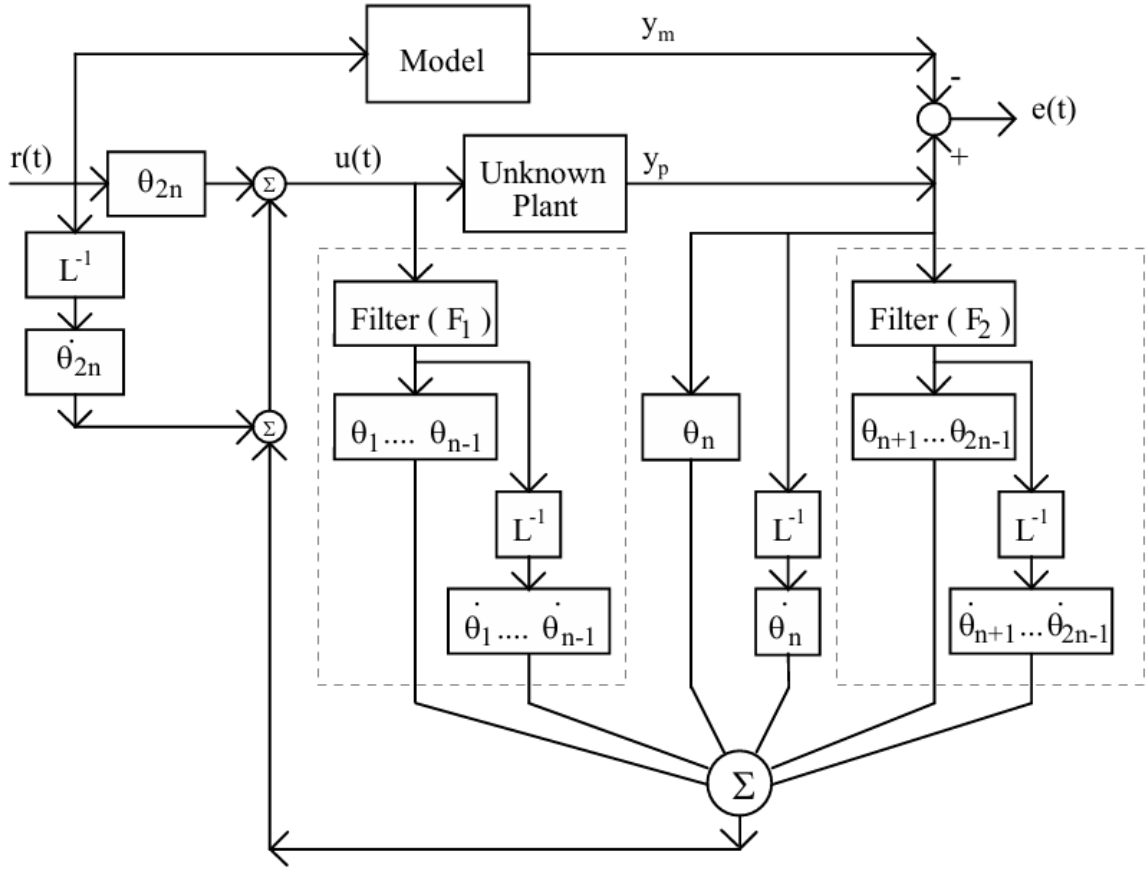 y_m
Model
-
e(t)
r(t)
u(t)
+
θ_2n
Σ
Unknown
Plant
y_p
L^-1
Filter ( F_1 )
Filter ( F_2 )
θ̇_2n
Σ
θ_1 .... θ_n-1
θ_n
θ_n+1 ... θ_2n-1
L^-1
L^-1
L^-1
θ̇_1 .... θ̇_n-1
θ̇_n
θ̇_n+1 ... θ̇_2n-1
Σ